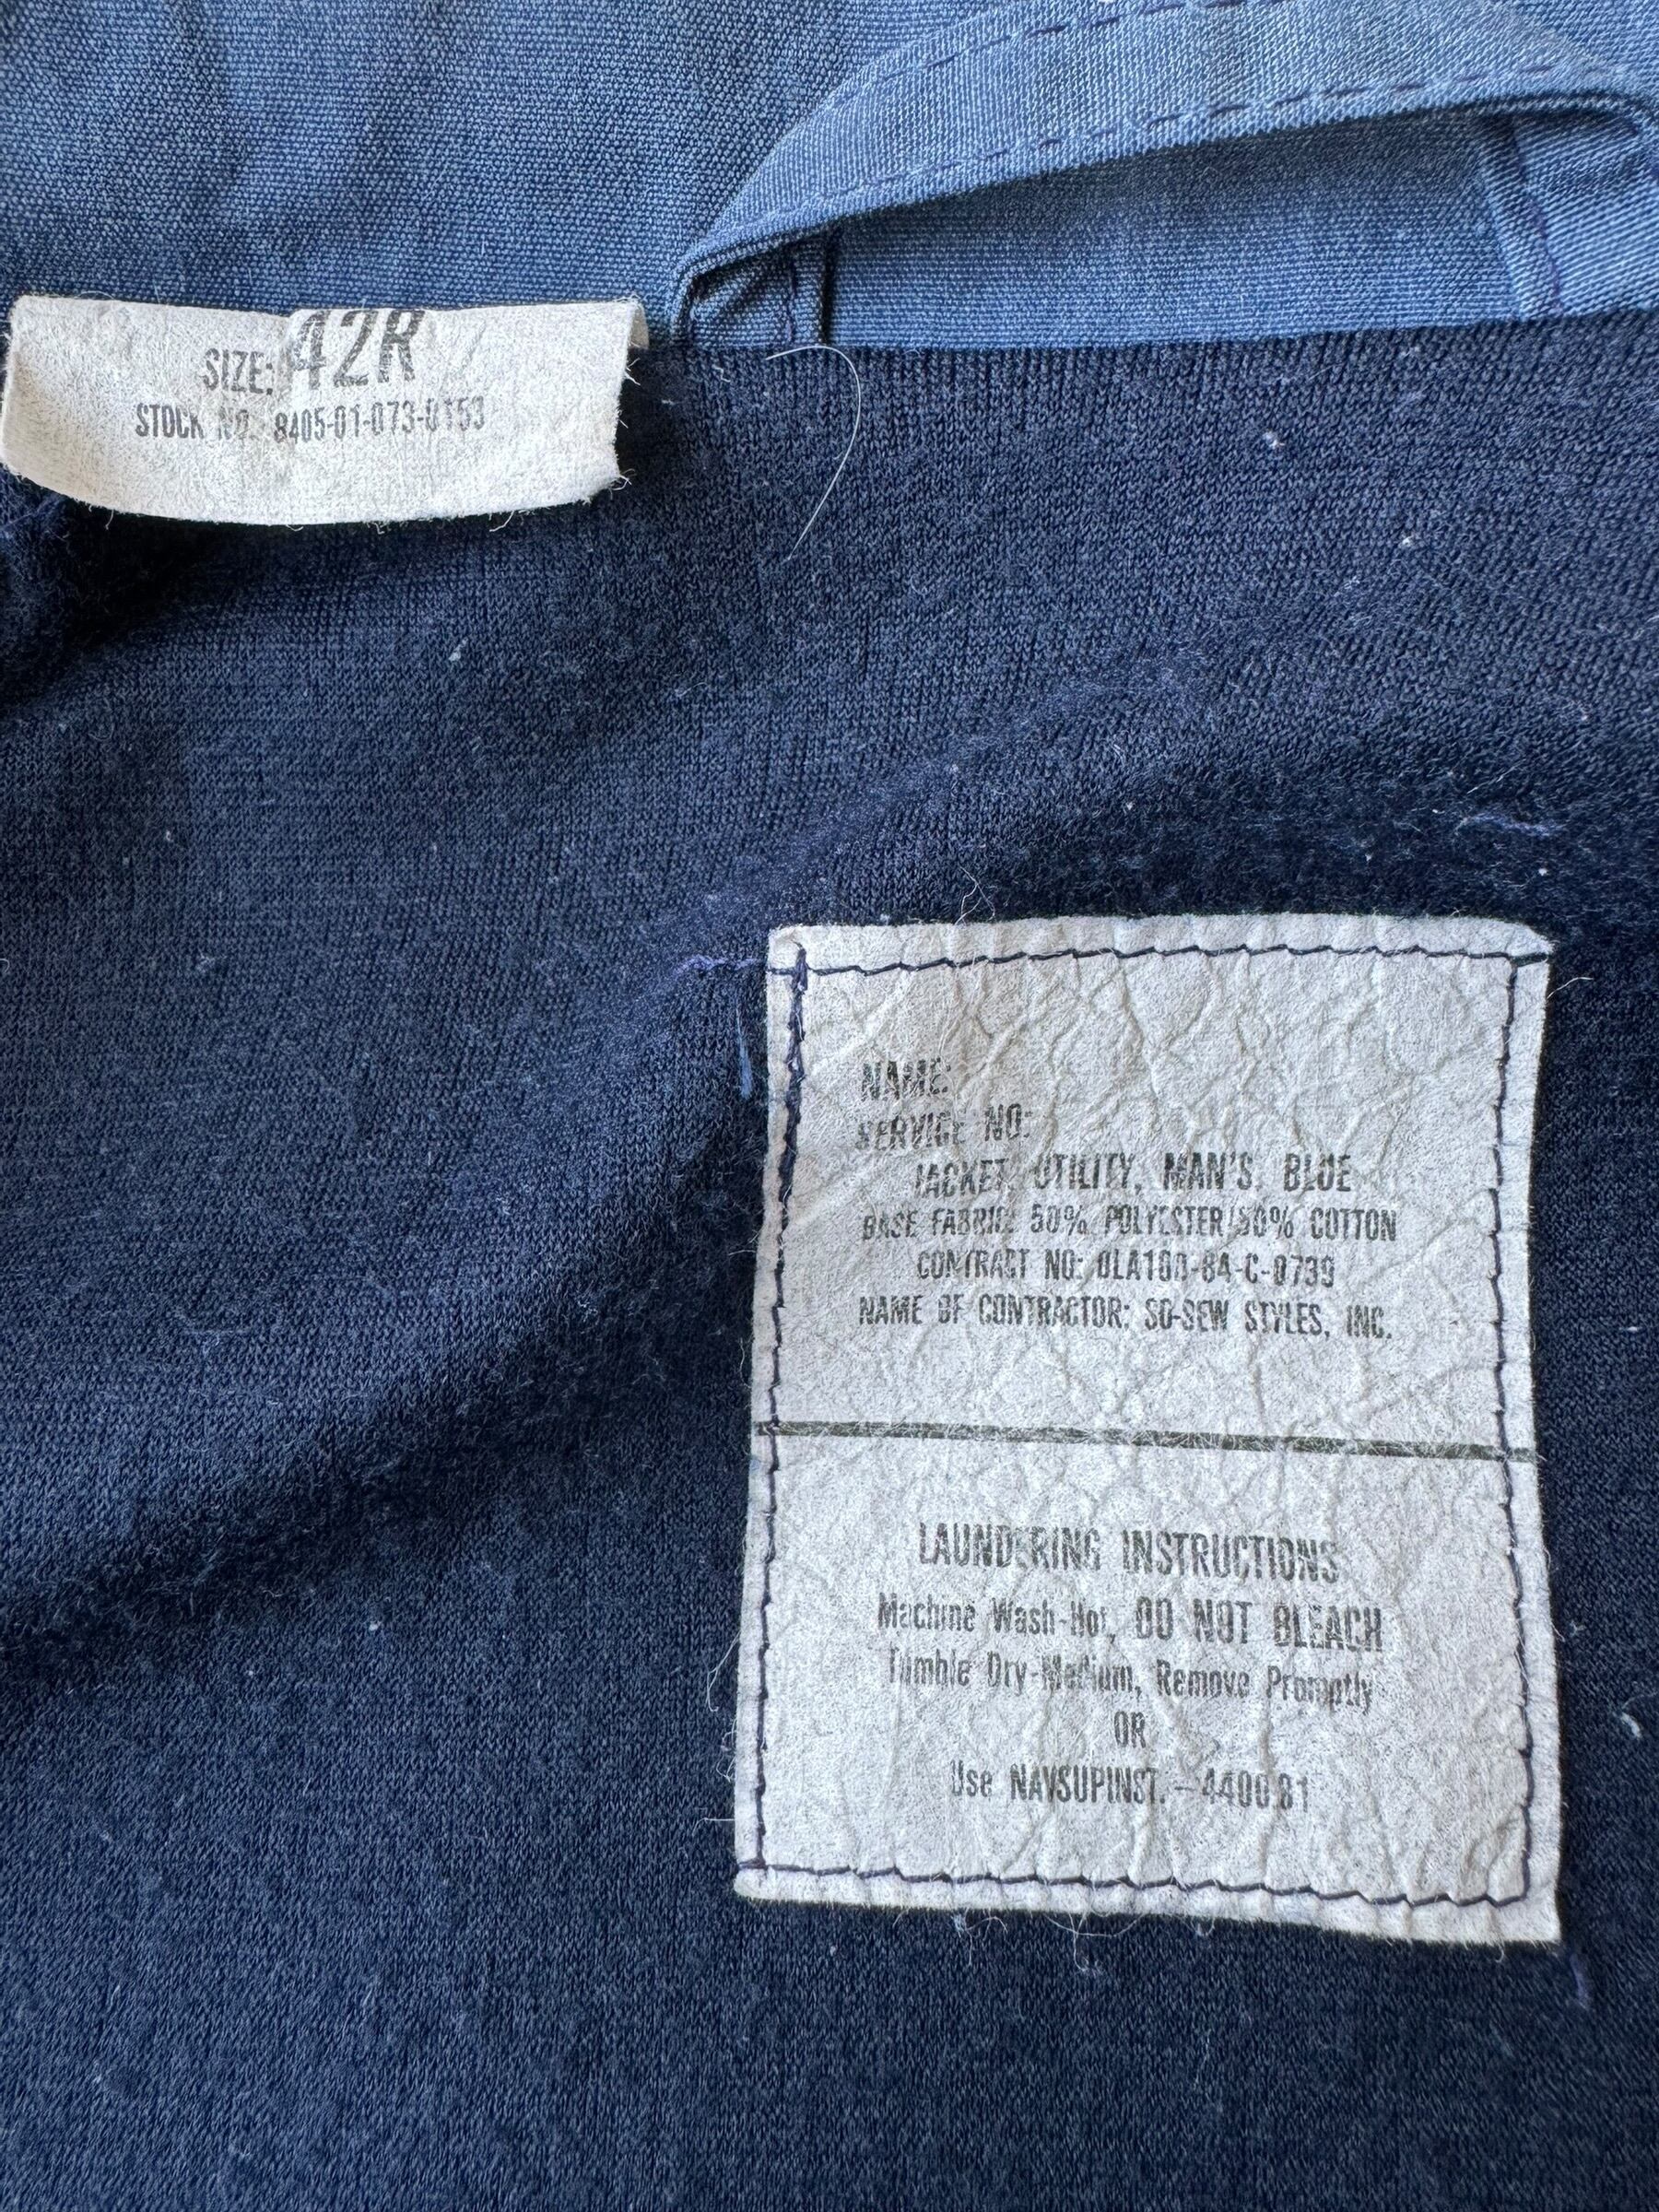 SIZE: 42R
STOCK NO. 8405-01-073-0153
NAME:
SERVICE NO:
JACKET, UTILITY, MAN'S, BLUE
BASE FABRIC: 50% POLYESTER/50% COTTON
CONTRACT NO: DLA100-84-C-0739
NAME OF CONTRACTOR: SO-SEW STYLES, INC.
LAUNDERING INSTRUCTIONS
Machine Wash-Hot, DO NOT BLEACH
Tumble Dry-Medium, Remove Promptly
OR
Use NAVSUPINST. - 4400.81